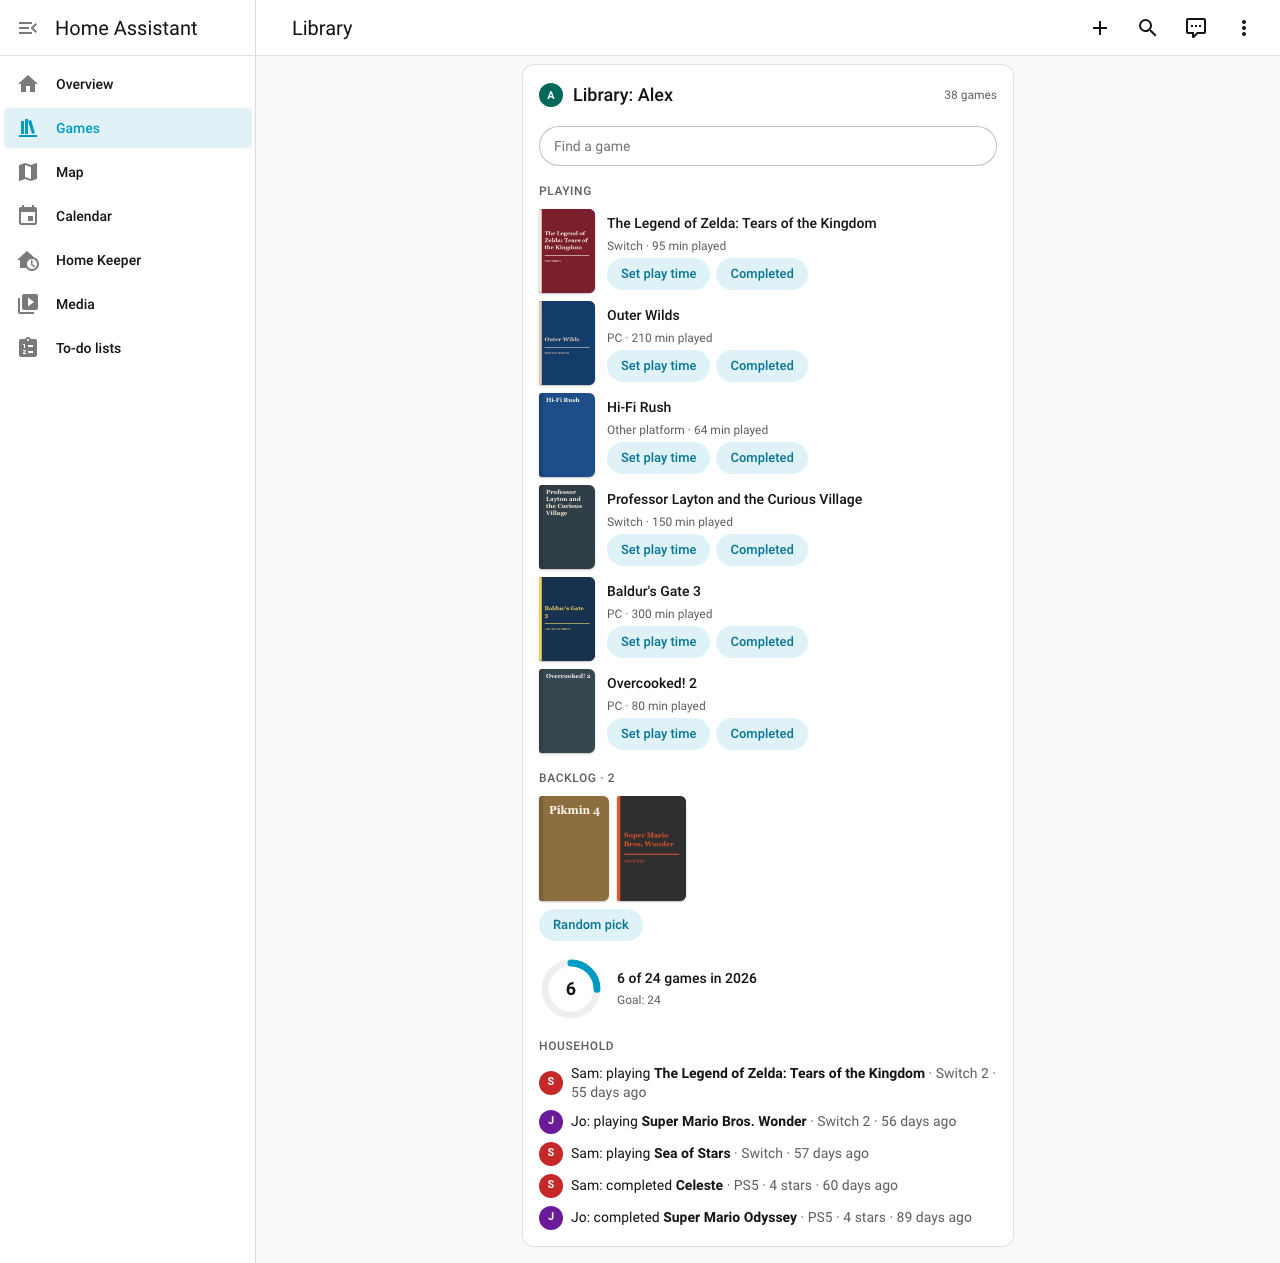 Home Assistant
Library
Overview
Games
Map
Calendar
Home Keeper
Media
To-do lists
A
Library: Alex
38 games
Find a game
PLAYING
The Legend of Zelda: Tears of the Kingdom
The Legend of Zelda: Tears of the Kingdom
Switch · 95 min played
Set play time
Completed
Outer Wilds
Outer Wilds
PC · 210 min played
Set play time
Completed
Hi-Fi Rush
Hi-Fi Rush
Other platform · 64 min played
Set play time
Completed
Professor Layton and the Curious Village
Professor Layton and the Curious Village
Switch · 150 min played
Set play time
Completed
Baldur's Gate 3
Baldur's Gate 3
PC · 300 min played
Set play time
Completed
Overcooked! 2
Overcooked! 2
PC · 80 min played
Set play time
Completed
BACKLOG · 2
Pikmin 4
Super Mario
Bros. Wonder
Random pick
6
6 of 24 games in 2026
Goal: 24
HOUSEHOLD
S
Sam: playing The Legend of Zelda: Tears of the Kingdom · Switch 2 ·
55 days ago
J
Jo: playing Super Mario Bros. Wonder · Switch 2 · 56 days ago
S
Sam: playing Sea of Stars · Switch · 57 days ago
S
Sam: completed Celeste · PS5 · 4 stars · 60 days ago
J
Jo: completed Super Mario Odyssey · PS5 · 4 stars · 89 days ago